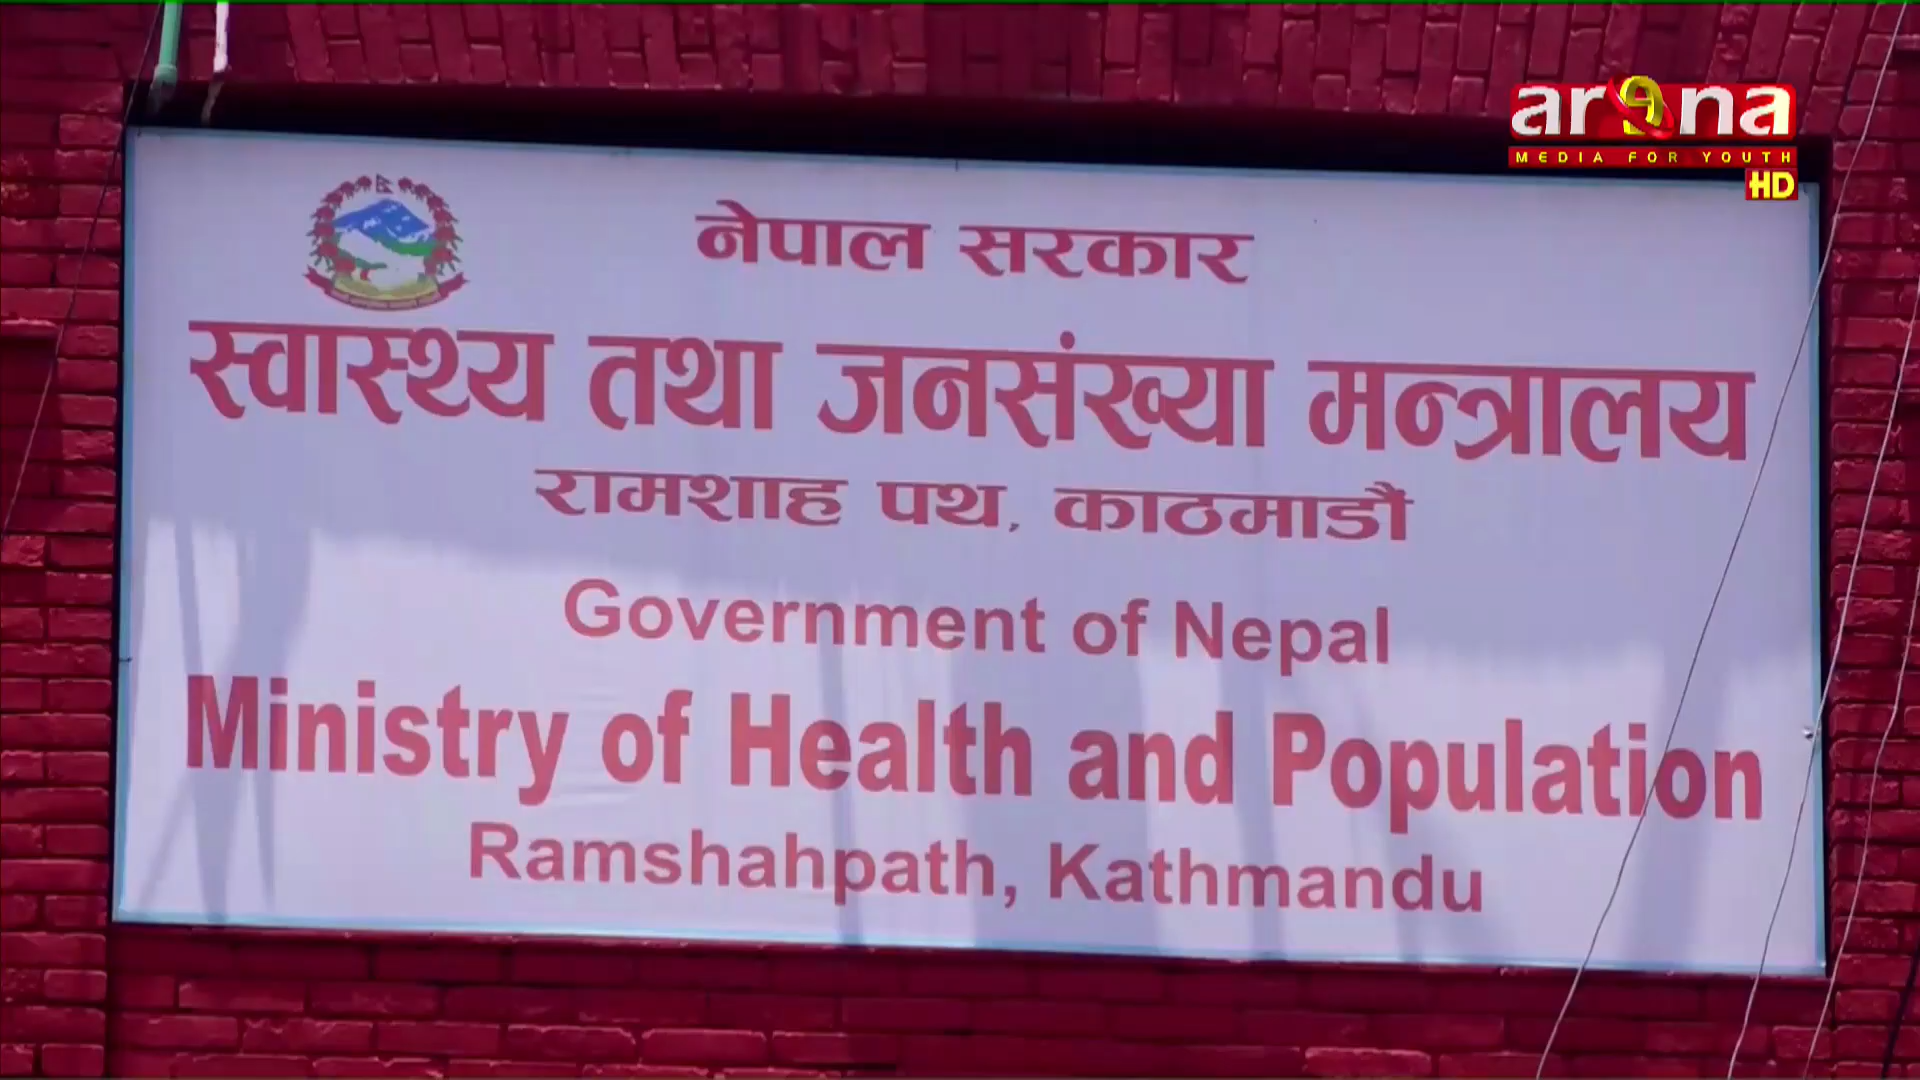 arena
MEDIA FOR YOUTH
HD
नेपाल सरकार
स्वास्थ्य तथा जनसंख्या मन्त्रालय
रामशाह पथ, काठमाडौं
Government of Nepal
Ministry of Health and Population
Ramshahpath, Kathmandu